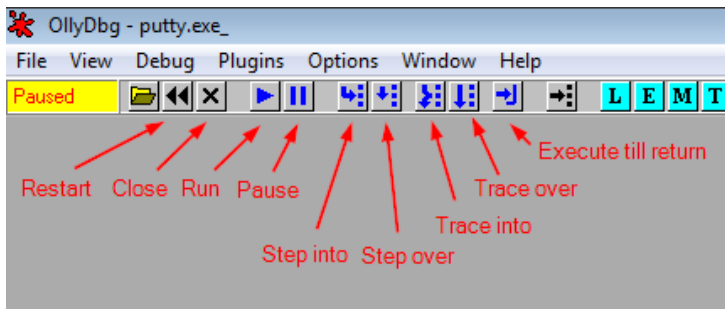 OllyDbg - putty.exe_
File View Debug Plugins Options Window Help
Paused L E M T
Execute till return
Restart Close Run Pause Trace over
Trace into
Step into Step over